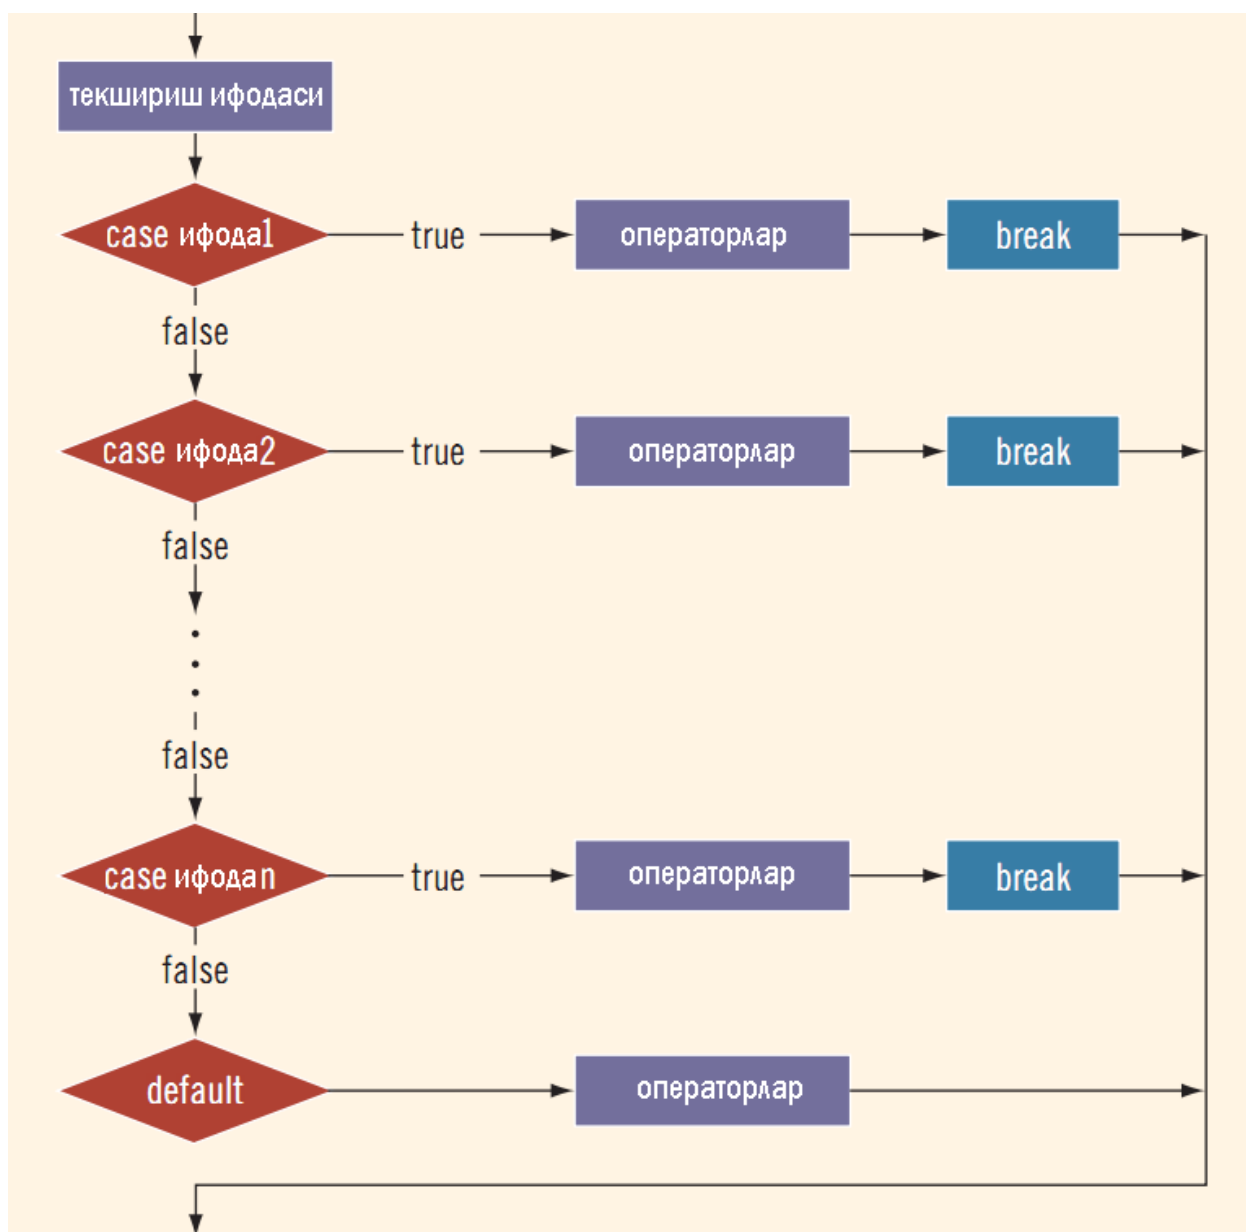 текшириш ифодаси
case ифода1
true
операторлар
break
false
case ифода2
true
операторлар
break
false
false
case ифодаn
true
операторлар
break
false
default
операторлар